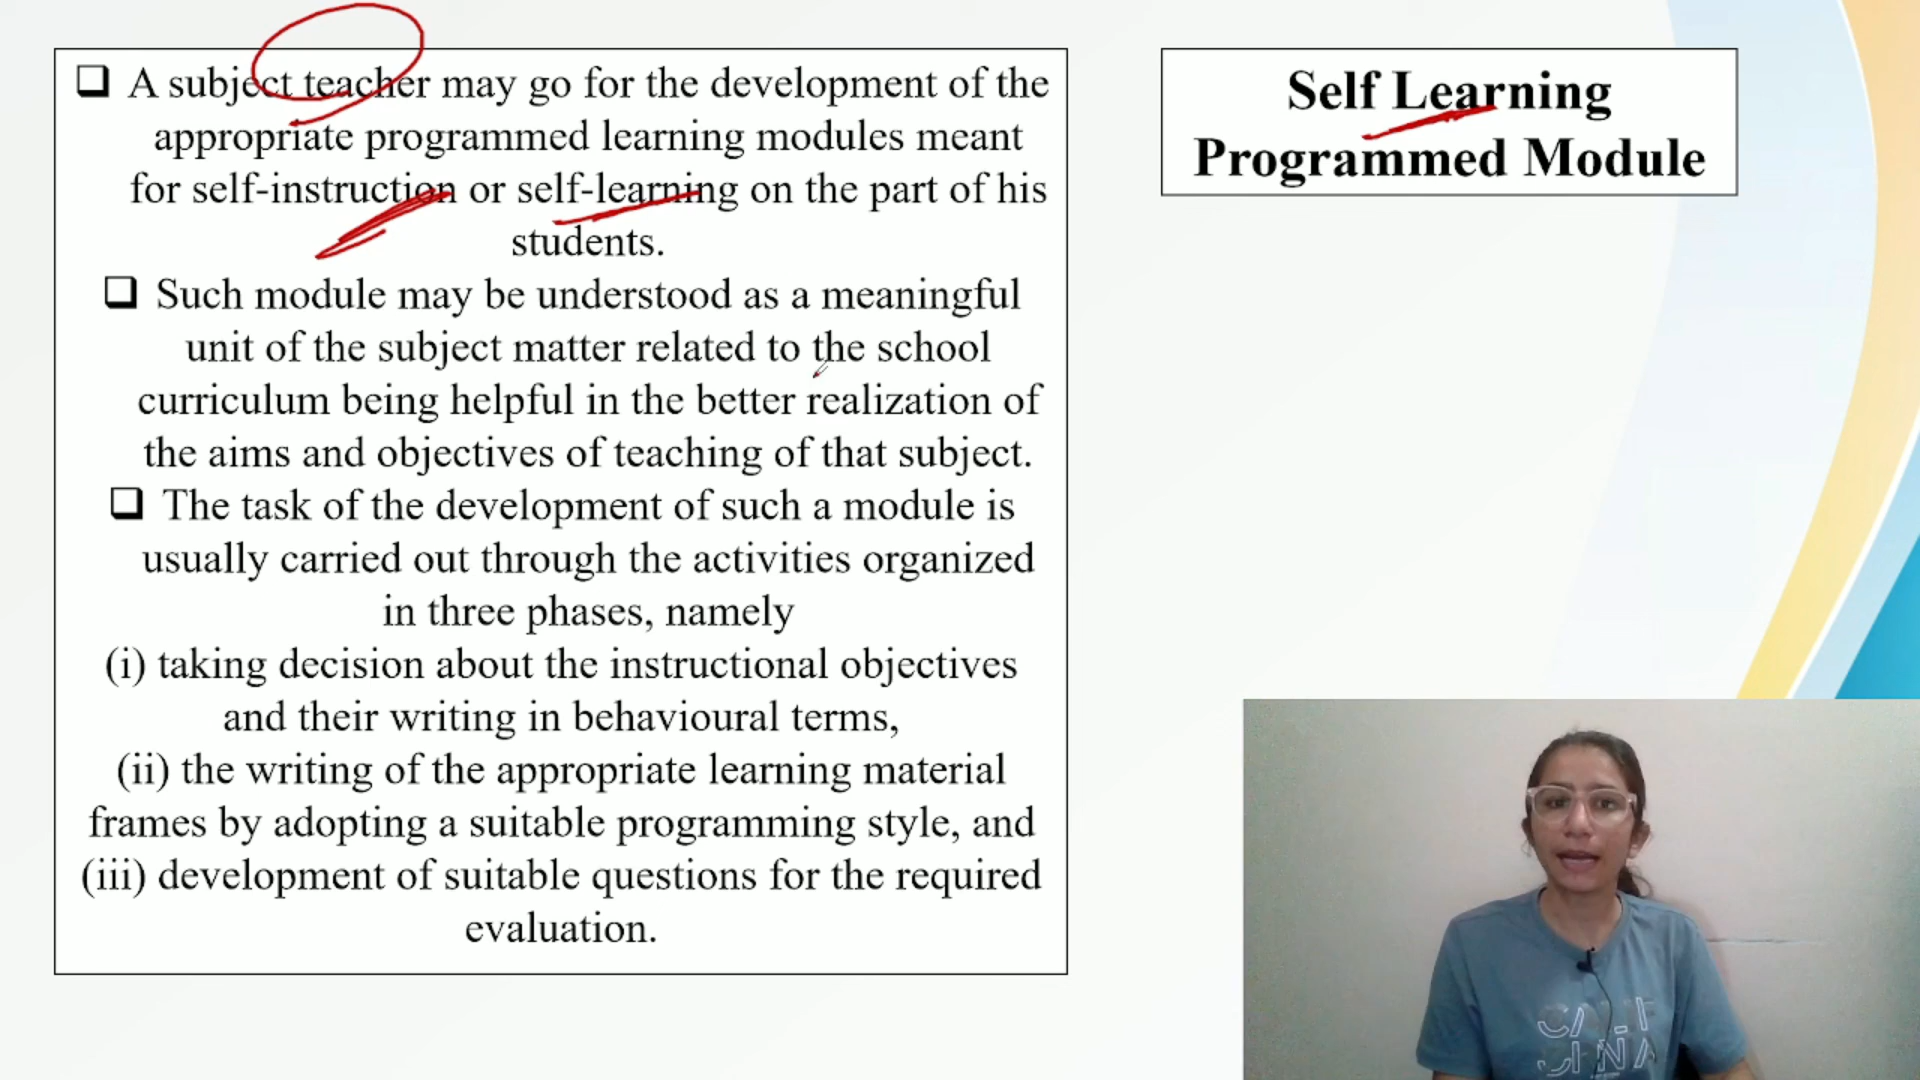 ❑ A subject teacher may go for the development of the
appropriate programmed learning modules meant
for self-instruction or self-learning on the part of his
students.
❑ Such module may be understood as a meaningful
unit of the subject matter related to the school
curriculum being helpful in the better realization of
the aims and objectives of teaching of that subject.
❑ The task of the development of such a module is
usually carried out through the activities organized
in three phases, namely
(i) taking decision about the instructional objectives
and their writing in behavioural terms,
(ii) the writing of the appropriate learning material
frames by adopting a suitable programming style, and
(iii) development of suitable questions for the required
evaluation.
Self Learning
Programmed Module